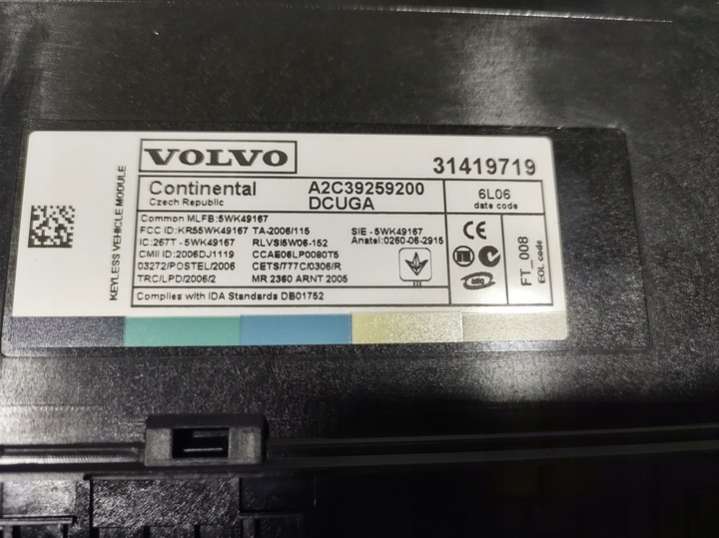 VOLVO
31419719
KEYLESS VEHICLE MODULE
Continental
Czech Republic
A2C39259200
DCUGA
6L06
date code
Common MLFB:5WK49167
FCC ID:KR55WK49167 TA-2006/115
SIE - 5WK49167
IC:267T - 5WK49167 RLVSI5W06-152
Anatel:0260-06-2915
CMII ID:2006DJ1119 CCAE06LP0080T5
03272/POSTEL/2006 CETS/777C/0306/R
TRC/LPD/2006/2 MR 2360 ARNT 2005
Complies with IDA Standards DB01752
CE
FT_008
EOL code